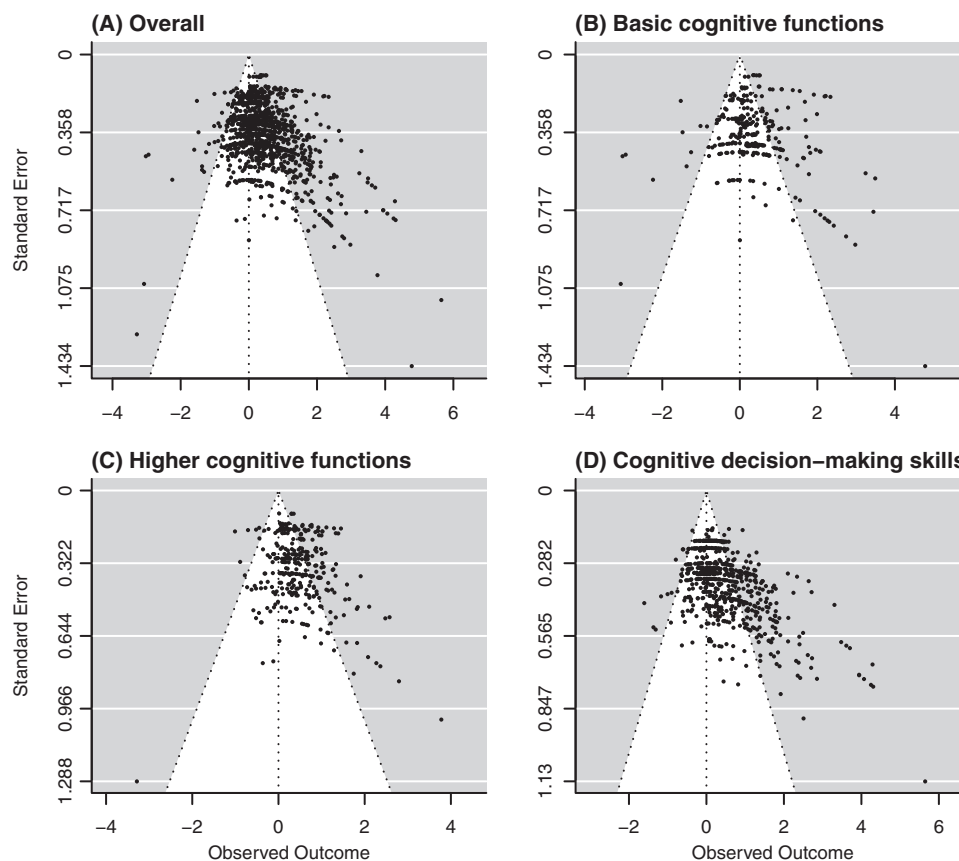 (A) Overall
(B) Basic cognitive functions
0
0.358
0.717
1.075
1.434
Standard Error
−4 −2 0 2 4 6
0
0.358
0.717
1.075
1.434
−4 −2 0 2 4
(C) Higher cognitive functions
(D) Cognitive decision−making skills
0
0.322
0.644
0.966
1.288
Standard Error
−4 −2 0 2 4
Observed Outcome
0
0.282
0.565
0.847
1.13
−2 0 2 4 6
Observed Outcome